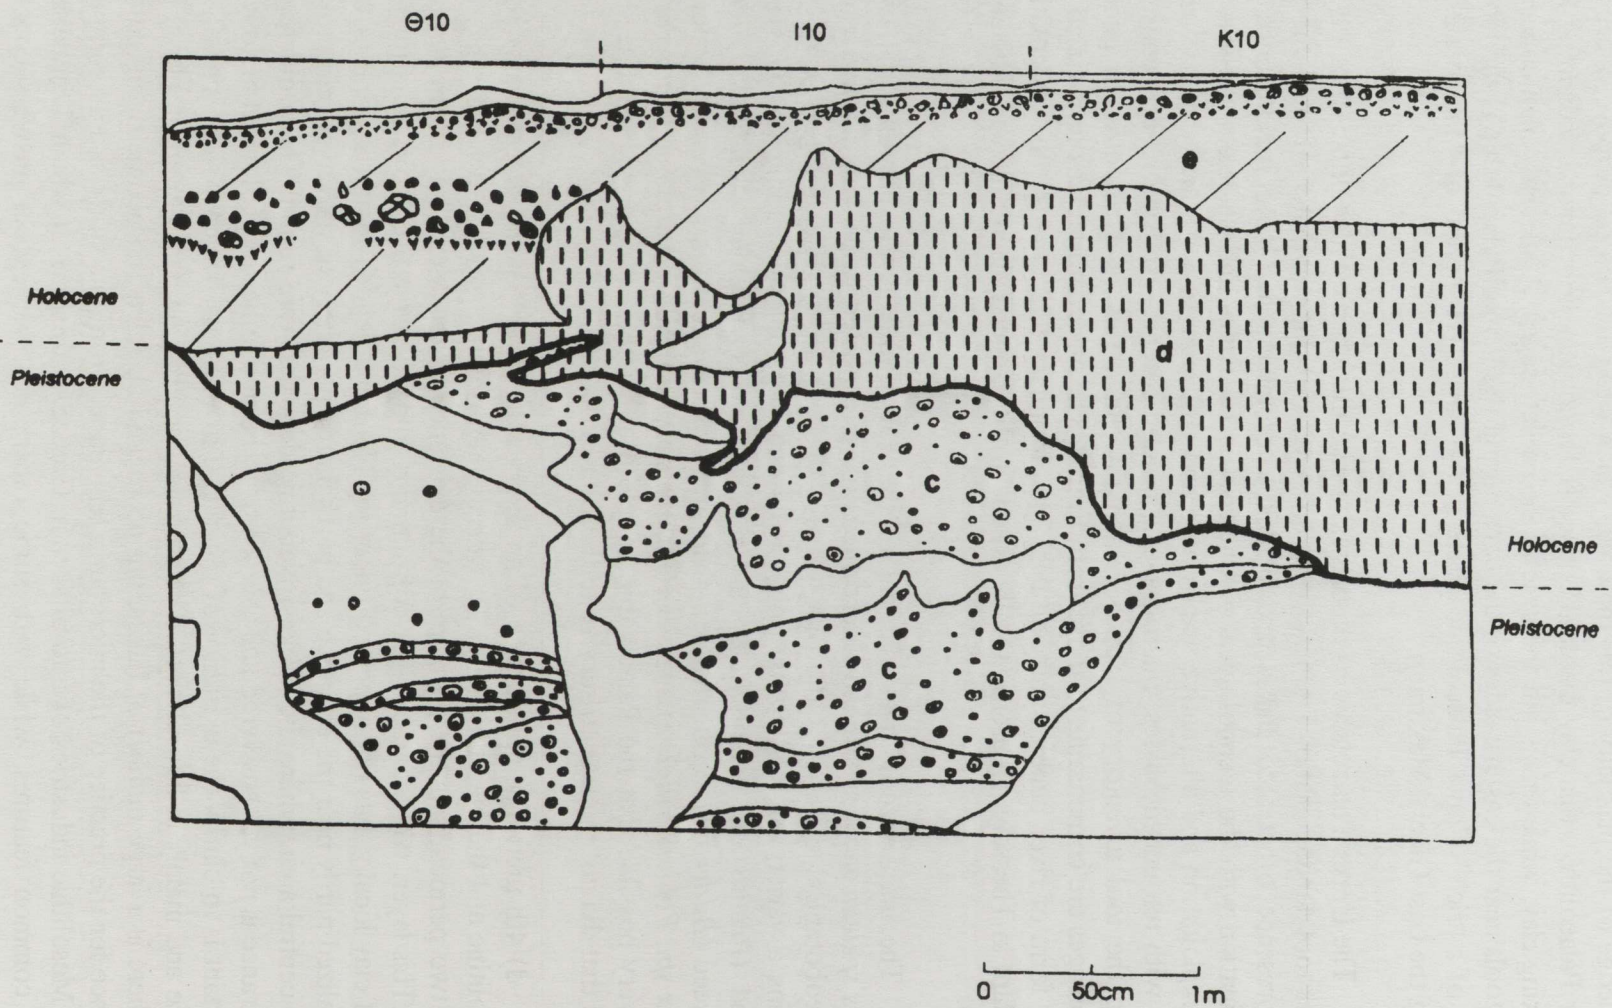 Θ10 I10 K10
e
Holocene
Pleistocene
d
c
Holocene
Pleistocene
c
0 50cm 1m